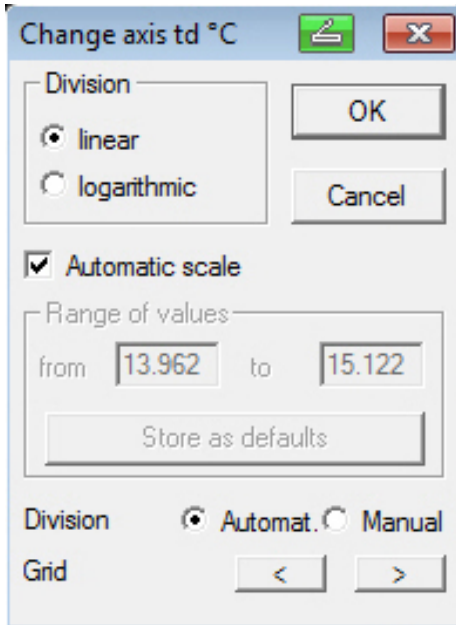 Change axis td °C
Division
OK
linear
logarithmic
Cancel
Automatic scale
Range of values
from 13.962 to 15.122
Store as defaults
Division Automat. Manual
Grid < >